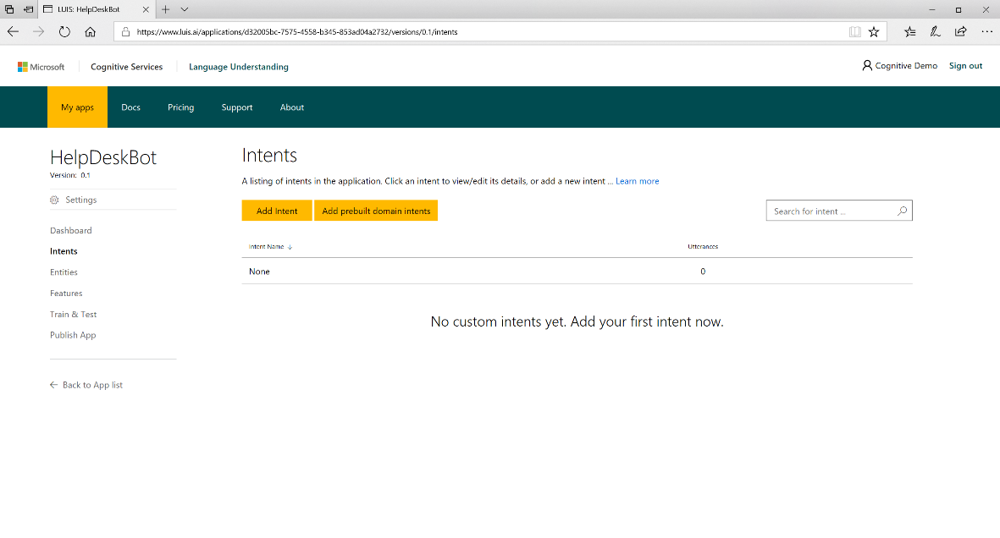 LUIS: HelpDeskBot
https://www.luis.ai/applications/d32005bc-7575-4558-b345-853ad04a2732/versions/0.1/intents
Microsoft Cognitive Services Language Understanding Cognitive Demo Sign out
My apps Docs Pricing Support About
HelpDeskBot
Version: 0.1
Settings
Dashboard
Intents
Entities
Features
Train & Test
Publish App
Back to App list
Intents
A listing of intents in the application. Click an intent to view/edit its details, or add a new intent ... Learn more
Add Intent Add prebuilt domain intents Search for intent ...
Intent Name Utterances
None 0
No custom intents yet. Add your first intent now.